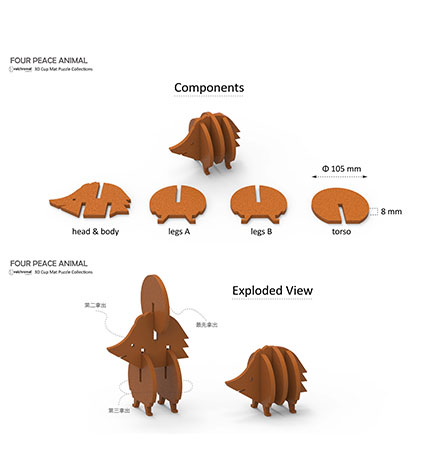 FOUR PEACE ANIMAL
3D Cup Mat Puzzle Collections
Components
Φ 105 mm
8 mm
head & body
legs A
legs B
torso
FOUR PEACE ANIMAL
3D Cup Mat Puzzle Collections
Exploded View
第二拿出
最先拿出
第三拿出